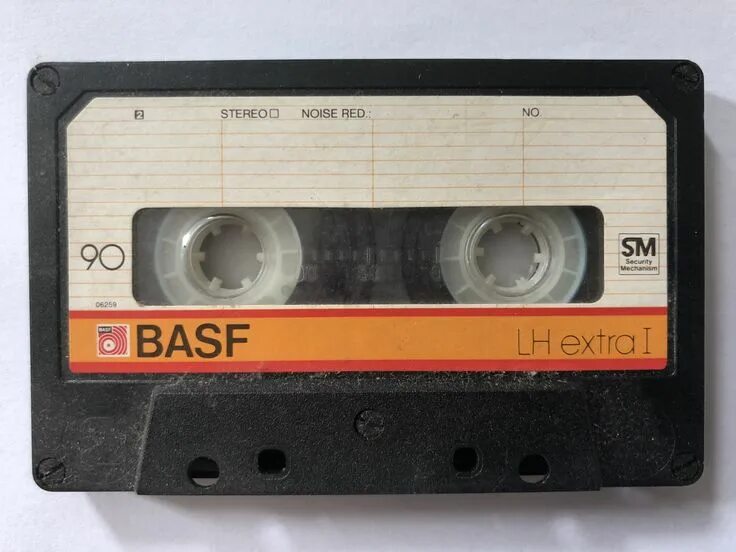 2 STEREO NOISE RED.: NO.
90
SM
Security
Mechanism
06259
BASF
BASF LH extra I